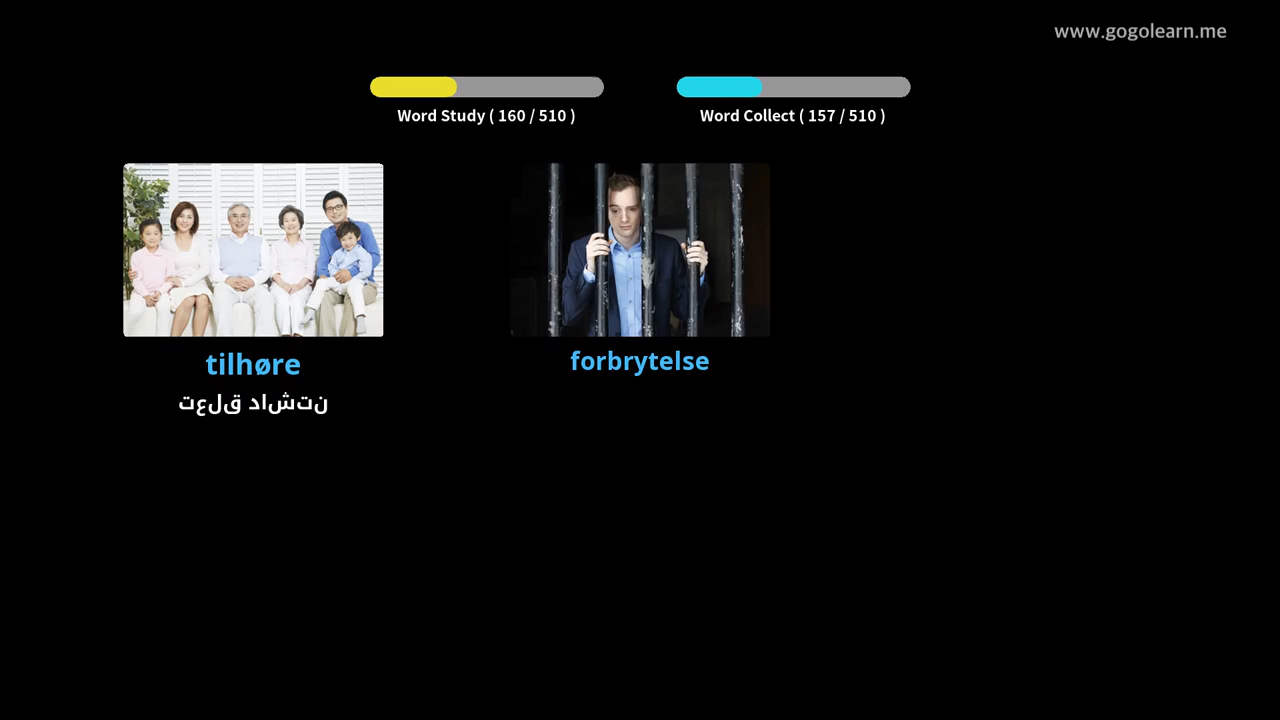 www.gogolearn.me
Word Study ( 160 / 510 )
Word Collect ( 157 / 510 )
tilhøre
تعلق داشتن
forbrytelse